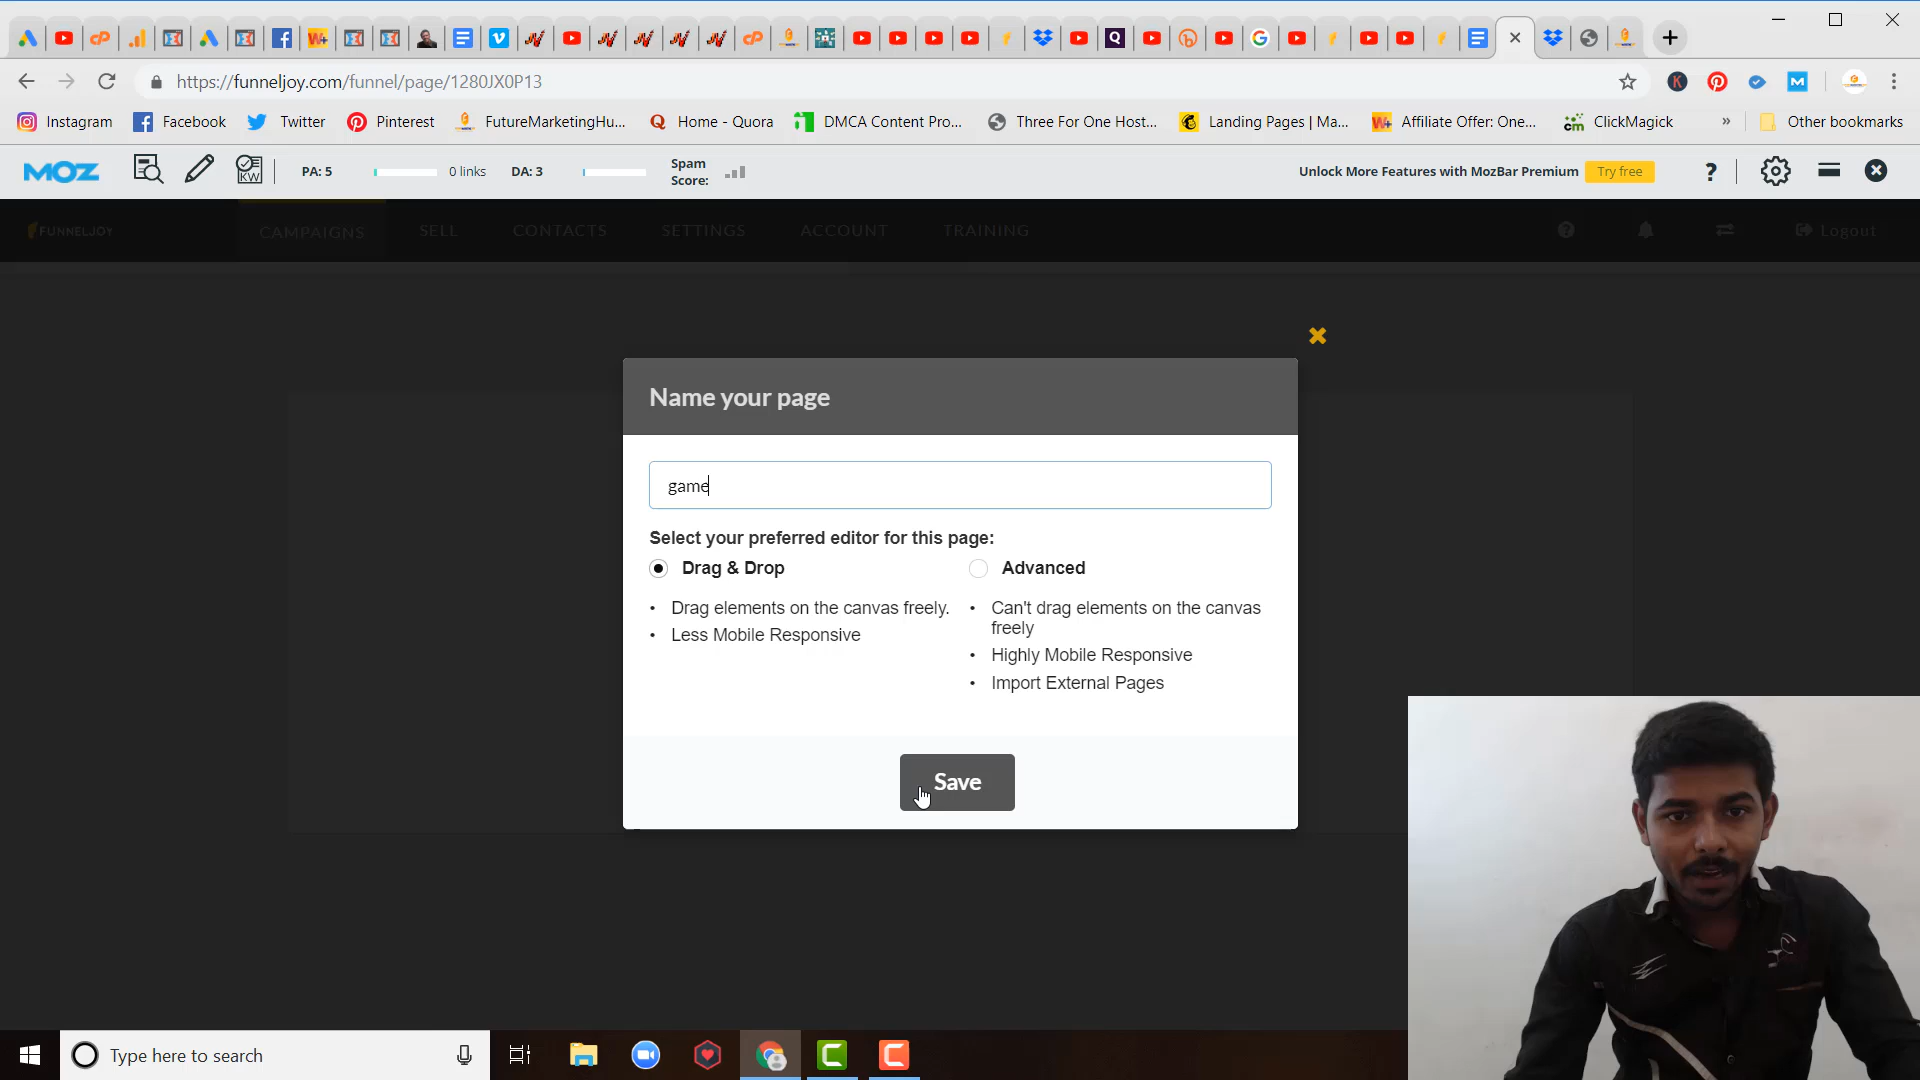 https://funneljoy.com/funnel/page/1280JX0P13
Instagram Facebook Twitter Pinterest FutureMarketingHu... Home - Quora DMCA Content Pro... Three For One Host... Landing Pages | Ma... Affiliate Offer: One... ClickMagick » Other bookmarks
MOZ PA: 5 0 links DA: 3 Spam Score: Unlock More Features with MozBar Premium Try free ?
FUNNELJOY CAMPAIGNS SELL CONTACTS SETTINGS ACCOUNT TRAINING Logout
Name your page
game
Select your preferred editor for this page:
Drag & Drop Advanced
• Drag elements on the canvas freely.
• Less Mobile Responsive
• Can't drag elements on the canvas
freely
• Highly Mobile Responsive
• Import External Pages
Save
Type here to search